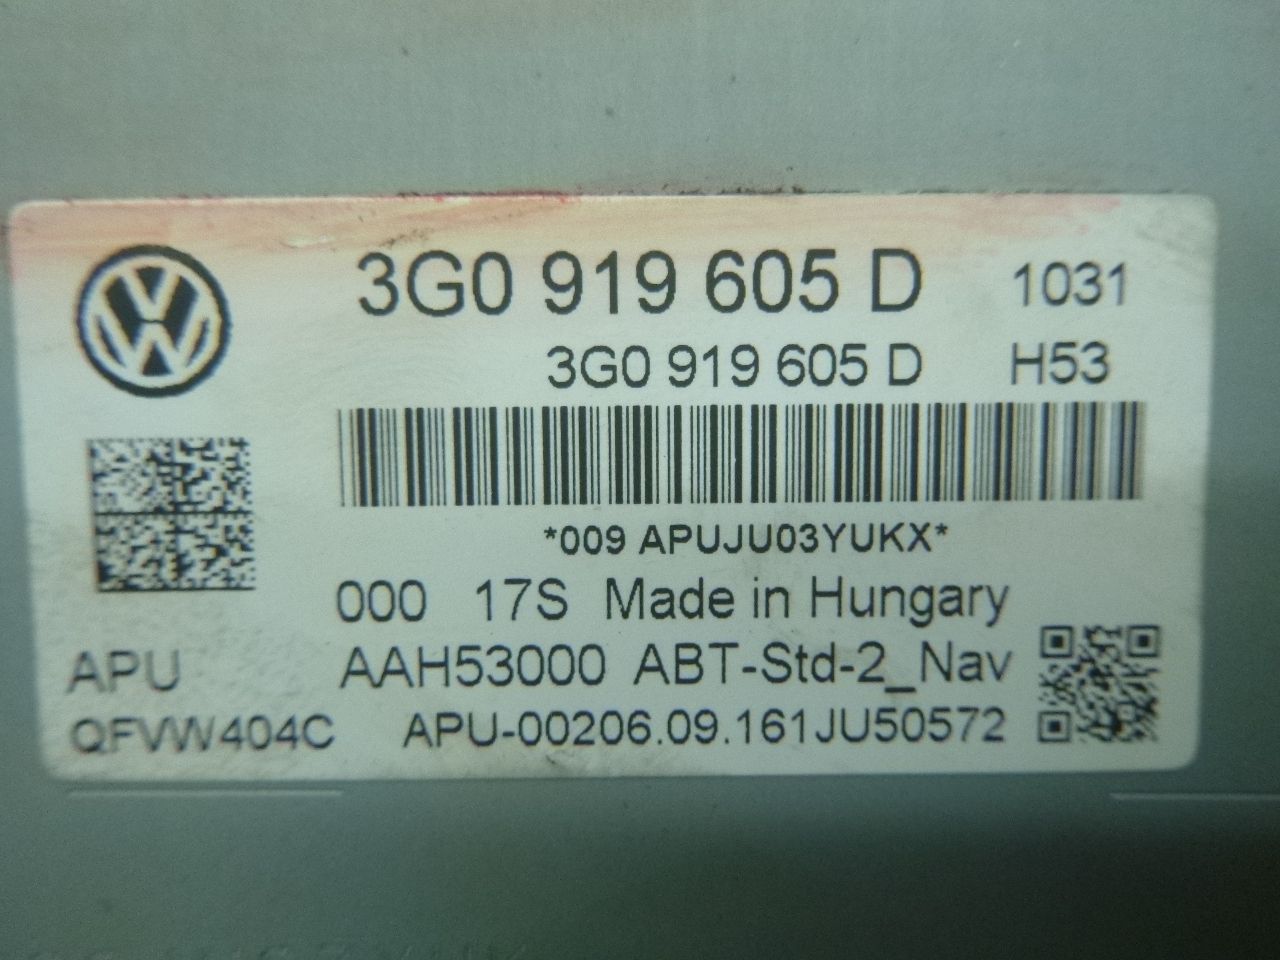 3G0 919 605 D 1031
3G0 919 605 D H53
*009 APUJU03YUKX*
000 17S Made in Hungary
APU AAH53000 ABT-Std-2_Nav
QFVW404C APU-00206.09.161JU50572